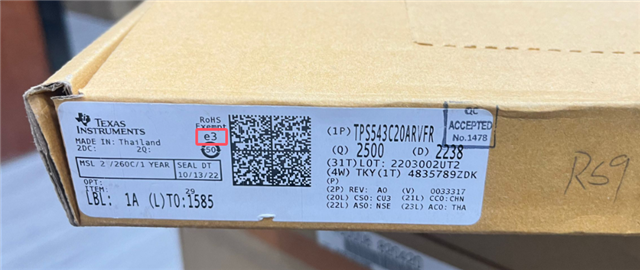 TEXAS
INSTRUMENTS
MADE IN: Thailand
2DC: 2Q:
MSL 2 /260C/1 YEAR
SEAL DT
10/13/22
OPT:
ITEM:
29
LBL: 1A (L)TO:1585
RoHS
Exempt
e3
(1P) TPS543C20ARVFR
(Q) 2500 (D) 2238
(31T)LOT: 2203002UT2
(4W) TKY(1T) 4835789ZDK
(P)
(2P) REV: A0 (V) 0033317
(20L) CSO: CU3 (21L) CCO:CHN
(22L) ASO: NSE (23L) ACO: THA
QC
ACCEPTED
No.1478
R59